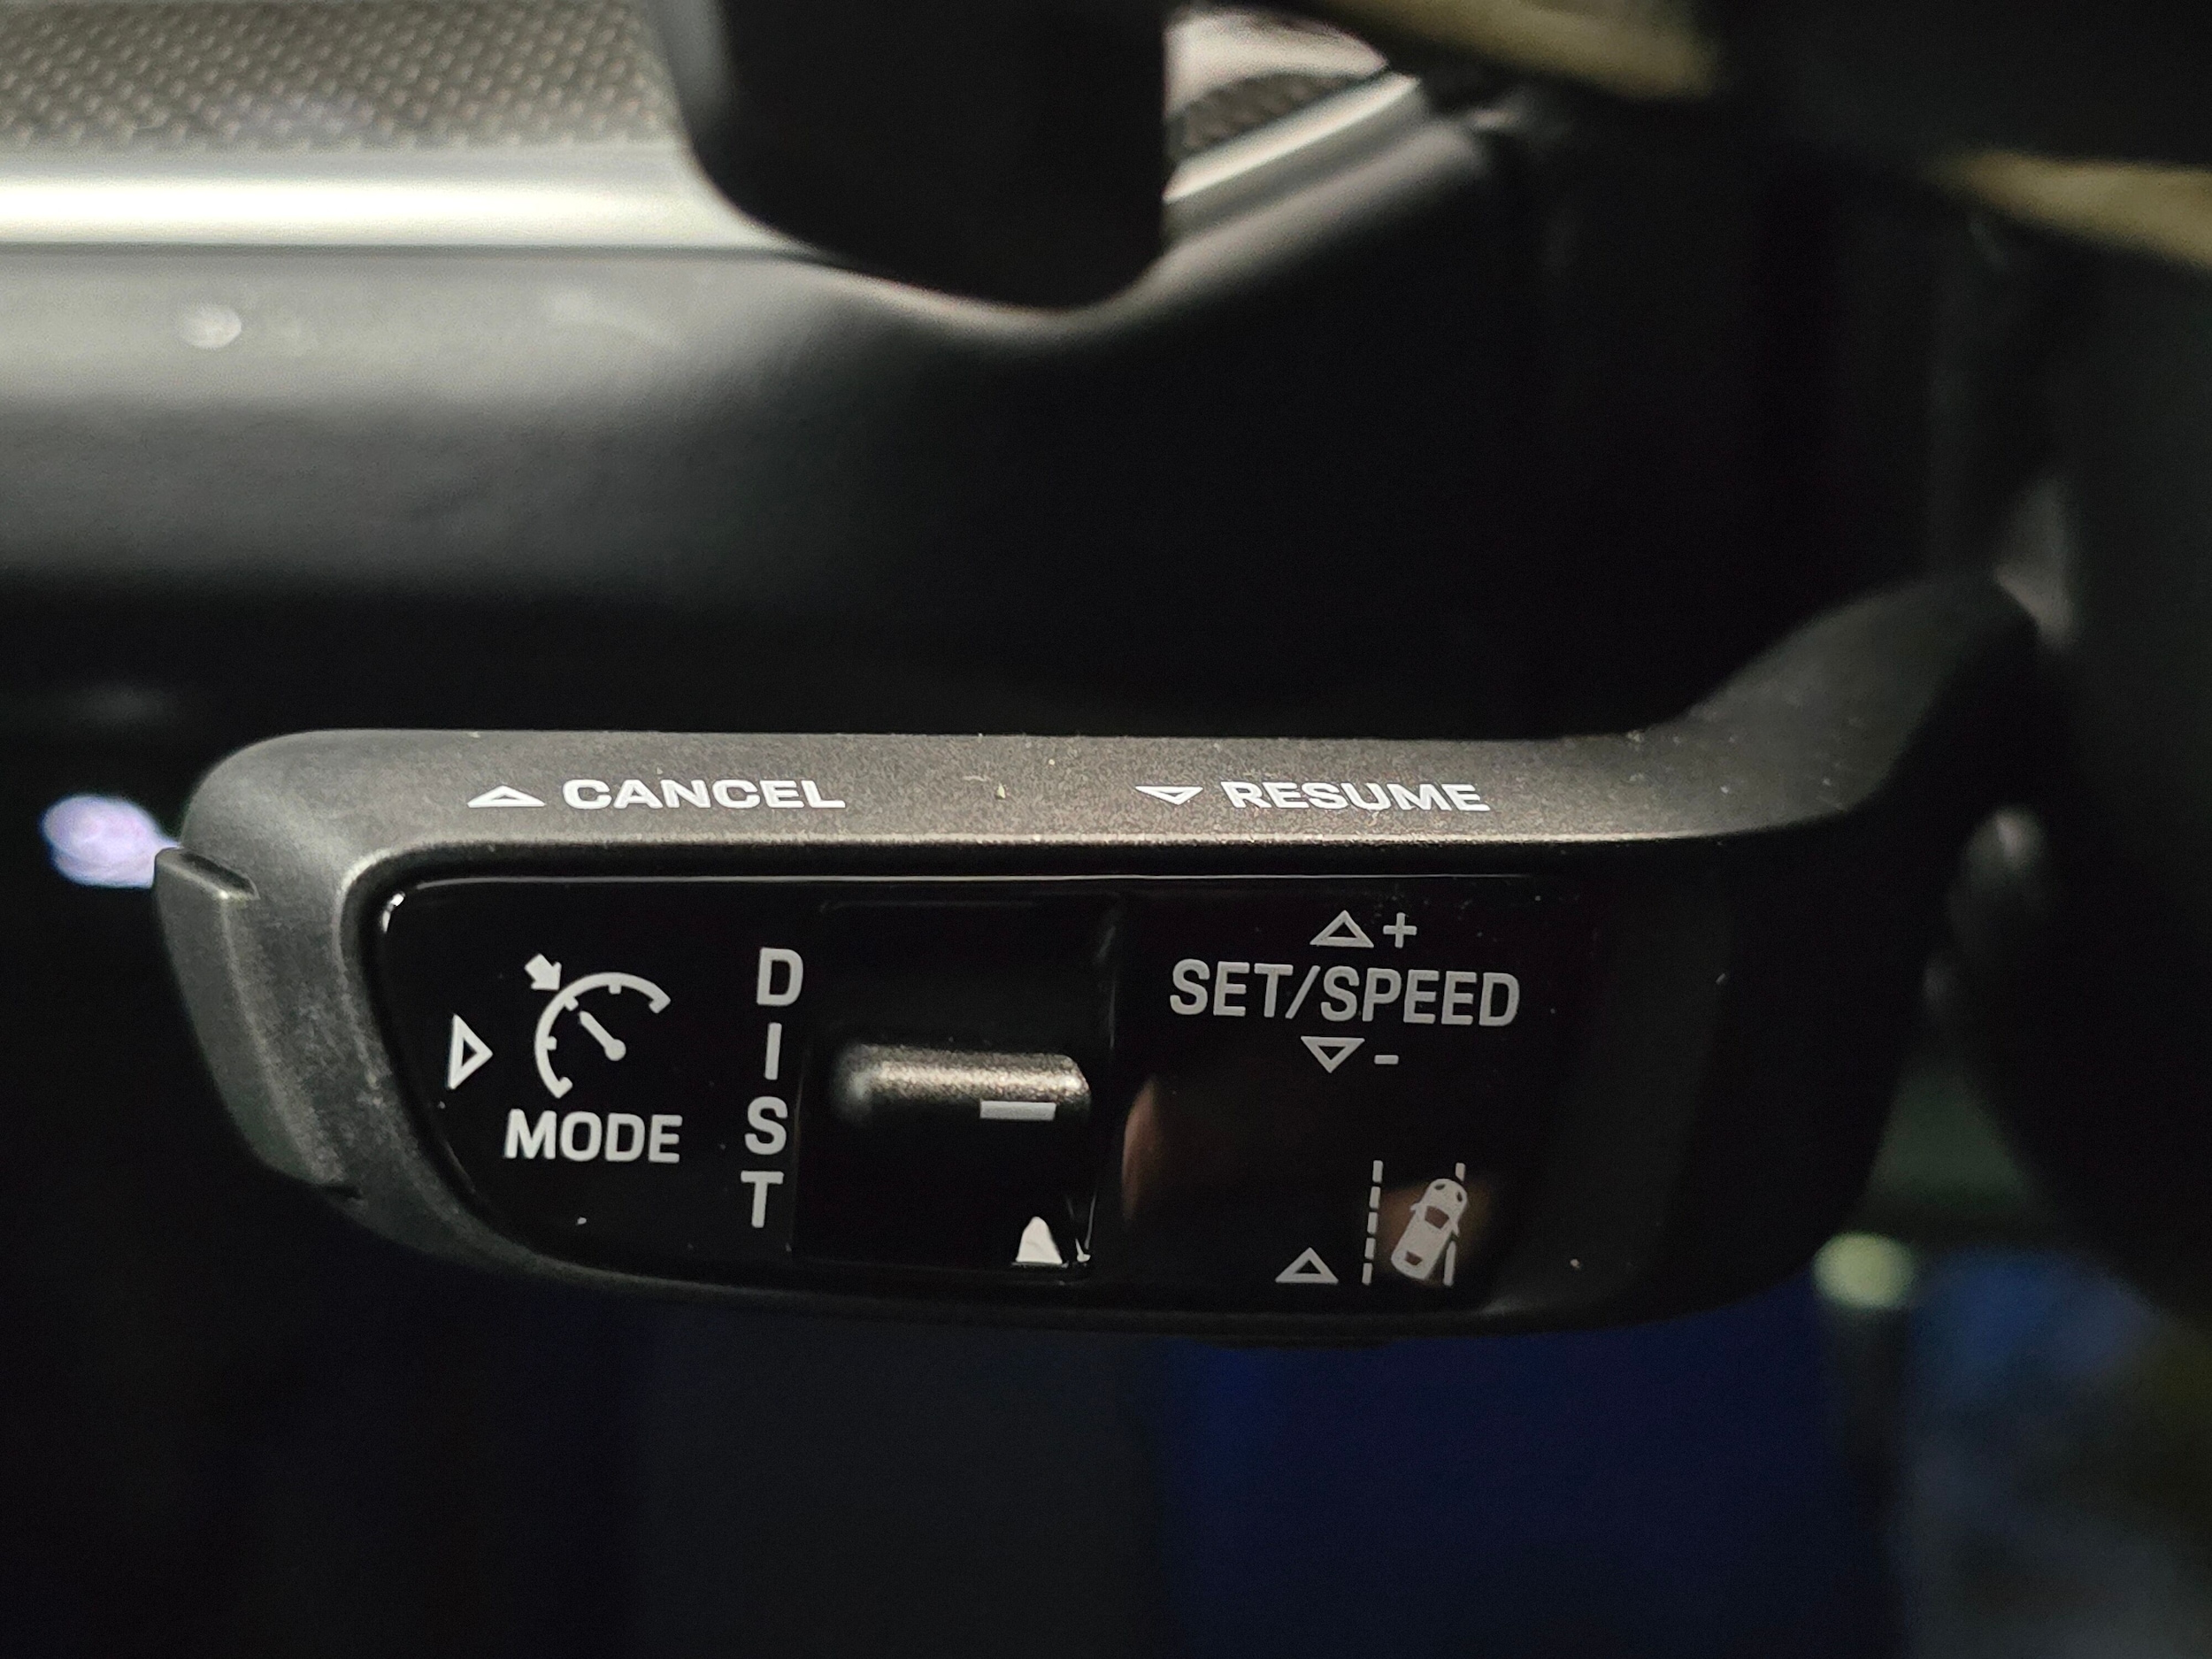 CANCEL
RESUME
MODE
DIST
+
SET/SPEED
-